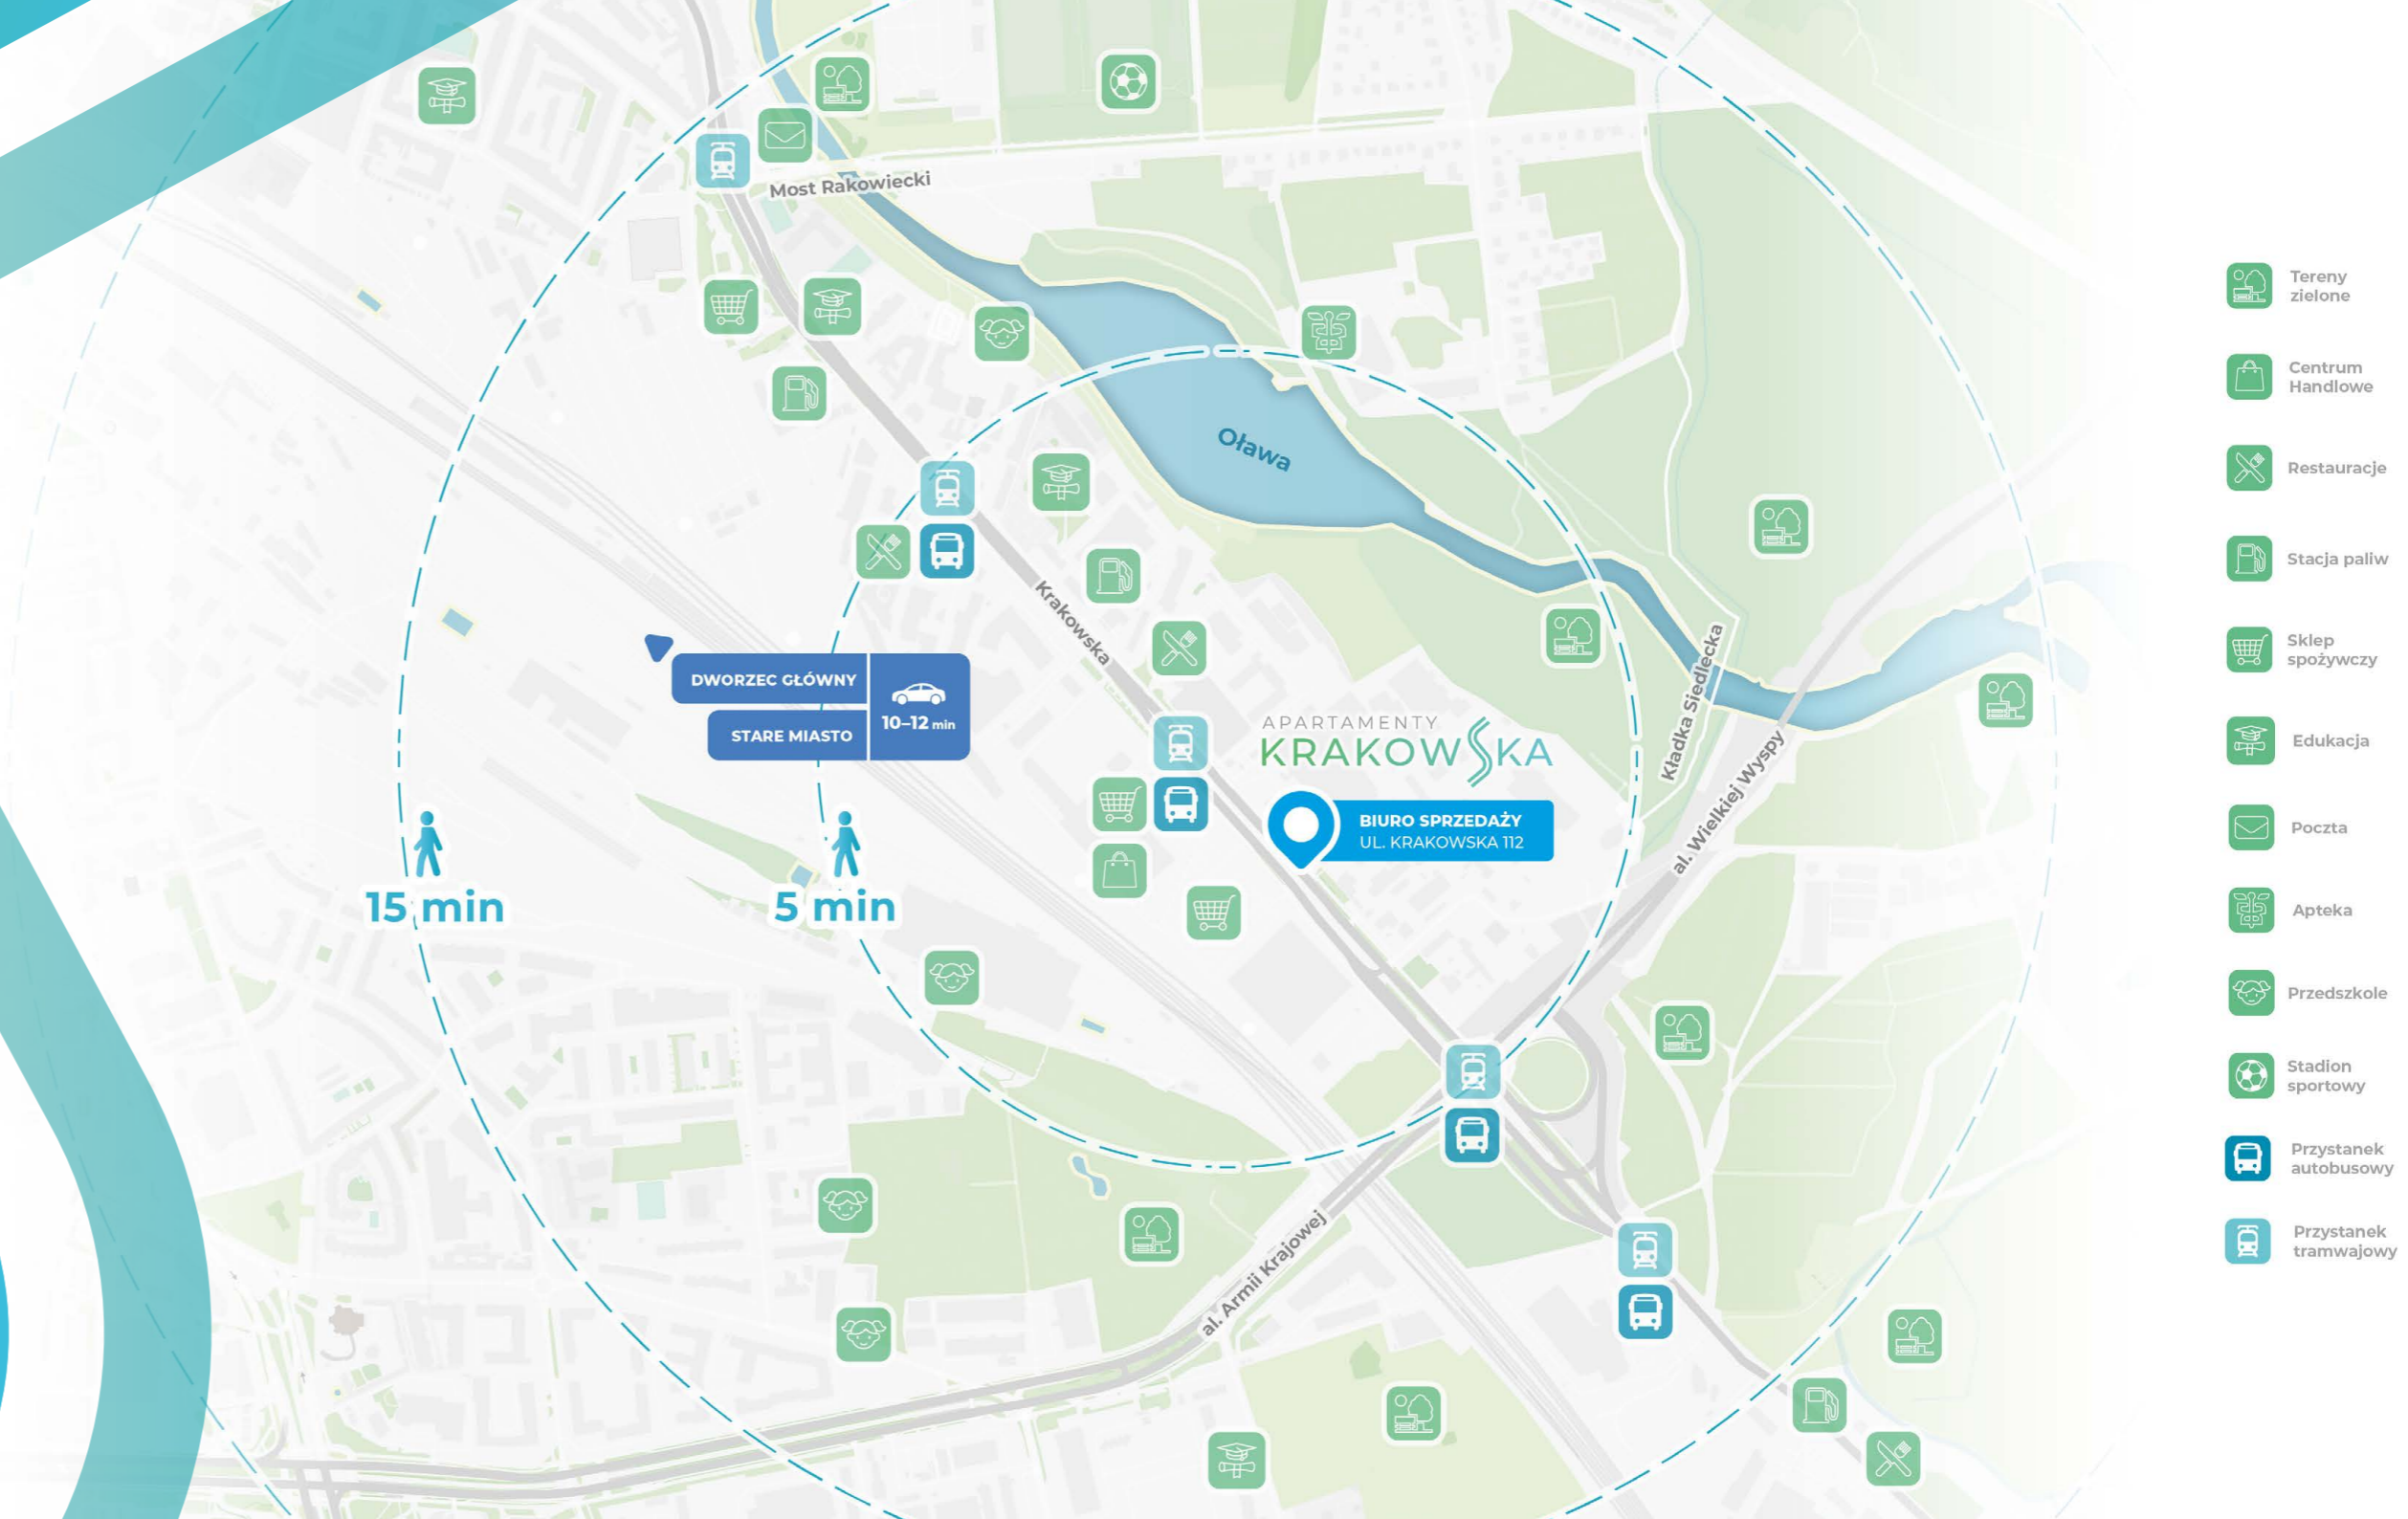 Most Rakowiecki
Oława
Krakowska
DWORZEC GŁÓWNY
STARE MIASTO
10–12 min
APARTAMENTY
KRAKOWSKA
BIURO SPRZEDAŻY
UL. KRAKOWSKA 112
Kładka Siedlecka
al. Wielkiej Wyspy
15 min
5 min
al. Armii Krajowej
Tereny
zielone
Centrum
Handlowe
Restauracje
Stacja paliw
Sklep
spożywczy
Edukacja
Poczta
Apteka
Przedszkole
Stadion
sportowy
Przystanek
autobusowy
Przystanek
tramwajowy